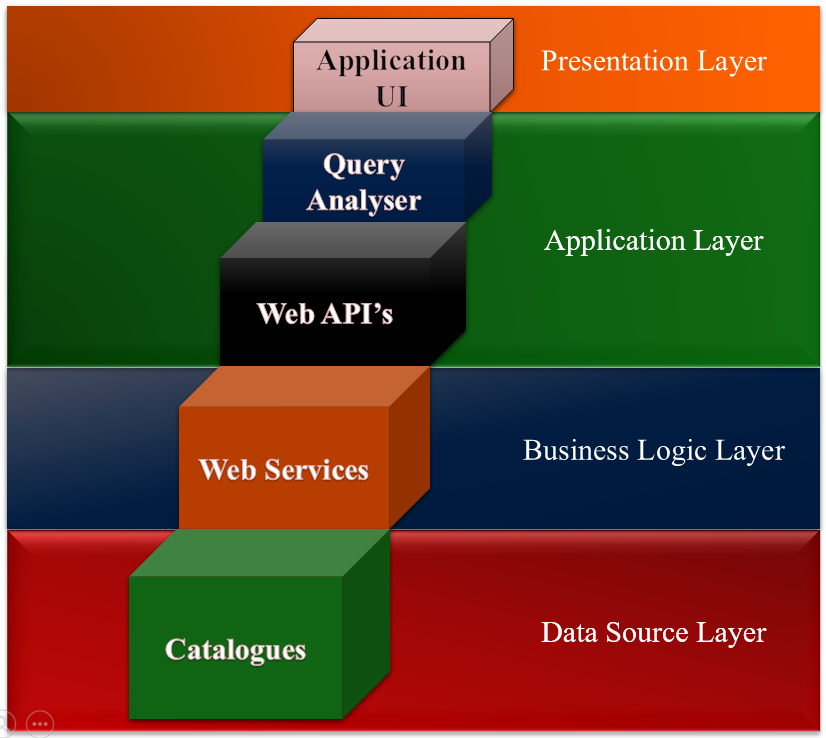 Application
UI
Presentation Layer
Query
Analyser
Application Layer
Web API’s
Business Logic Layer
Web Services
Data Source Layer
Catalogues